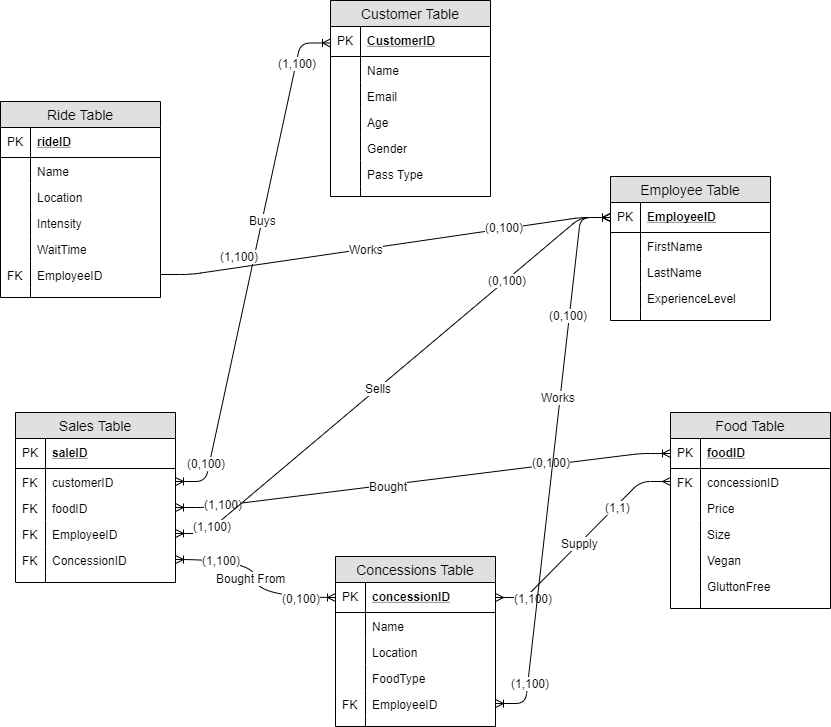 Customer Table
PK CustomerID
Name
Email
Age
Gender
Pass Type
(1,100)
Ride Table
PK rideID
Name
Location
Intensity
WaitTime
FK EmployeeID
Buys
(1,100)
Works
(0,100)
Employee Table
PK EmployeeID
FirstName
LastName
ExperienceLevel
(0,100)
(0,100)
Sells
Works
Sales Table
PK saleID
FK customerID
FK foodID
FK EmployeeID
FK ConcessionID
(0,100)
(1,100)
(1,100)
(1,100)
Bought
(0,100)
Food Table
PK foodID
FK concessionID
Price
Size
Vegan
GluttonFree
(1,1)
Supply
(1,100)
Bought From
(0,100)
Concessions Table
PK concessionID
Name
Location
FoodType
FK EmployeeID
(1,100)